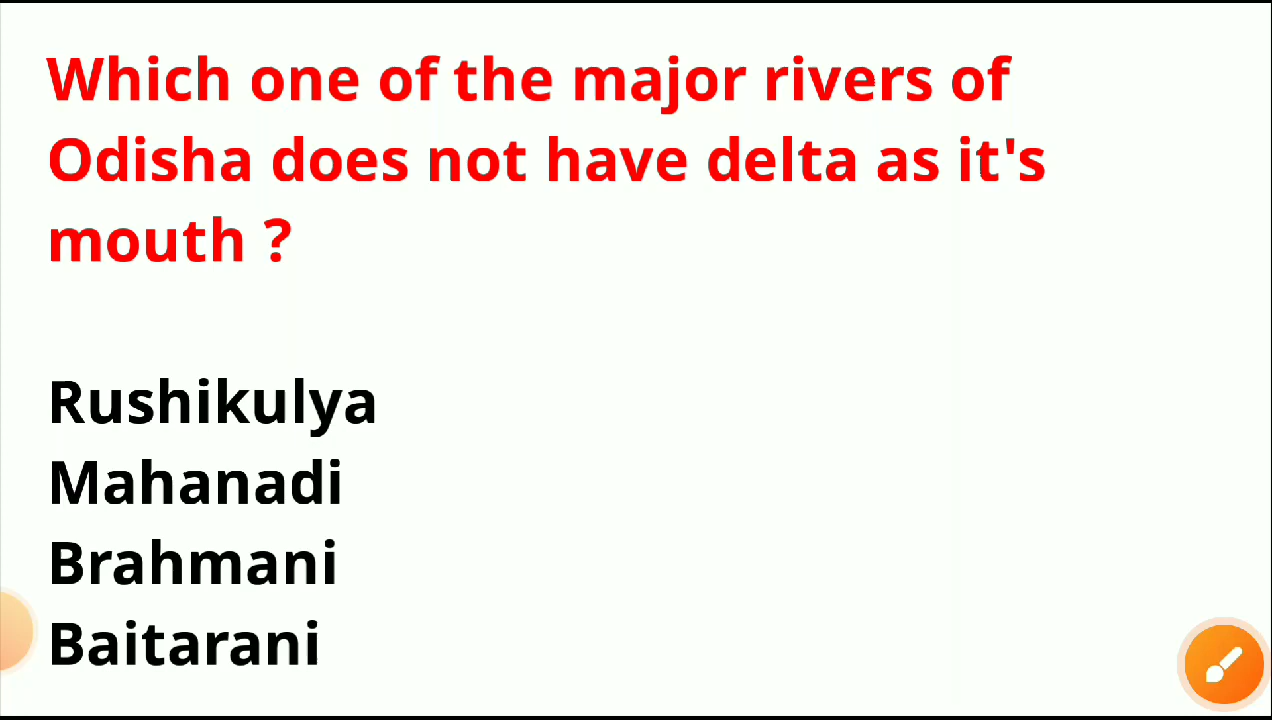 Which one of the major rivers of
Odisha does not have delta as it's
mouth ?
Rushikulya
Mahanadi
Brahmani
Baitarani